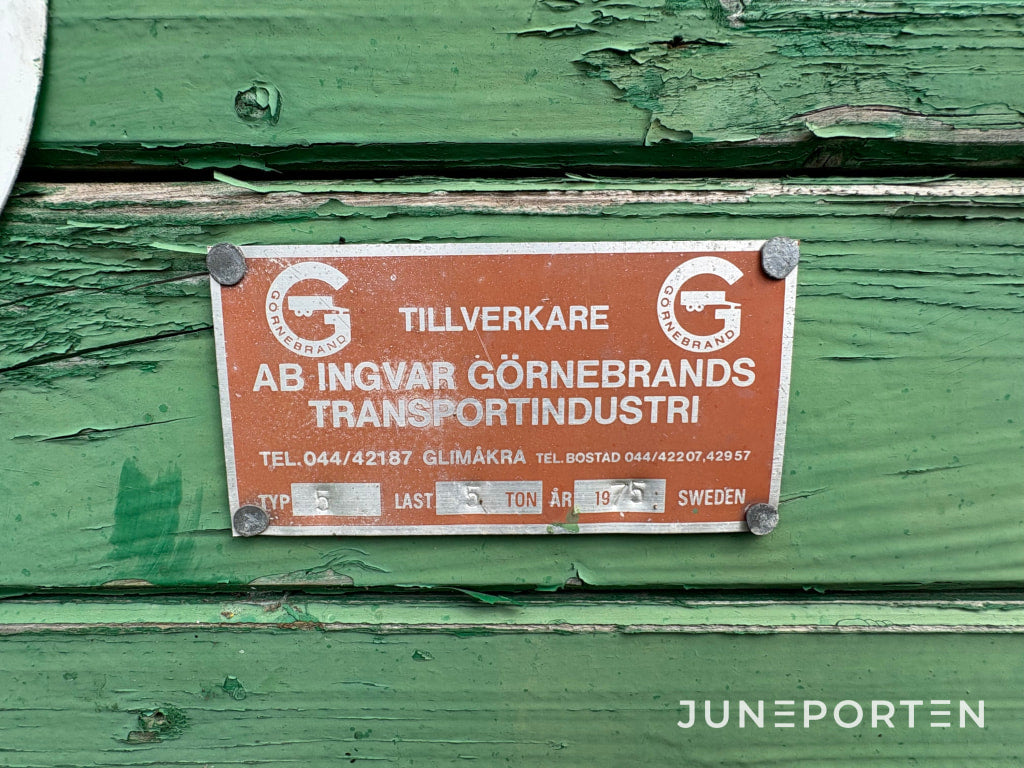 GÖRNEBRAND
GÖRNEBRAND
TILLVERKARE
AB INGVAR GÖRNEBRANDS
TRANSPORTINDUSTRI
TEL.044/42187 GLIMÅKRA TEL.BOSTAD 044/42207,42957
TYP 5 LAST 5 TON ÅR 1975 SWEDEN
JUNEPORTEN